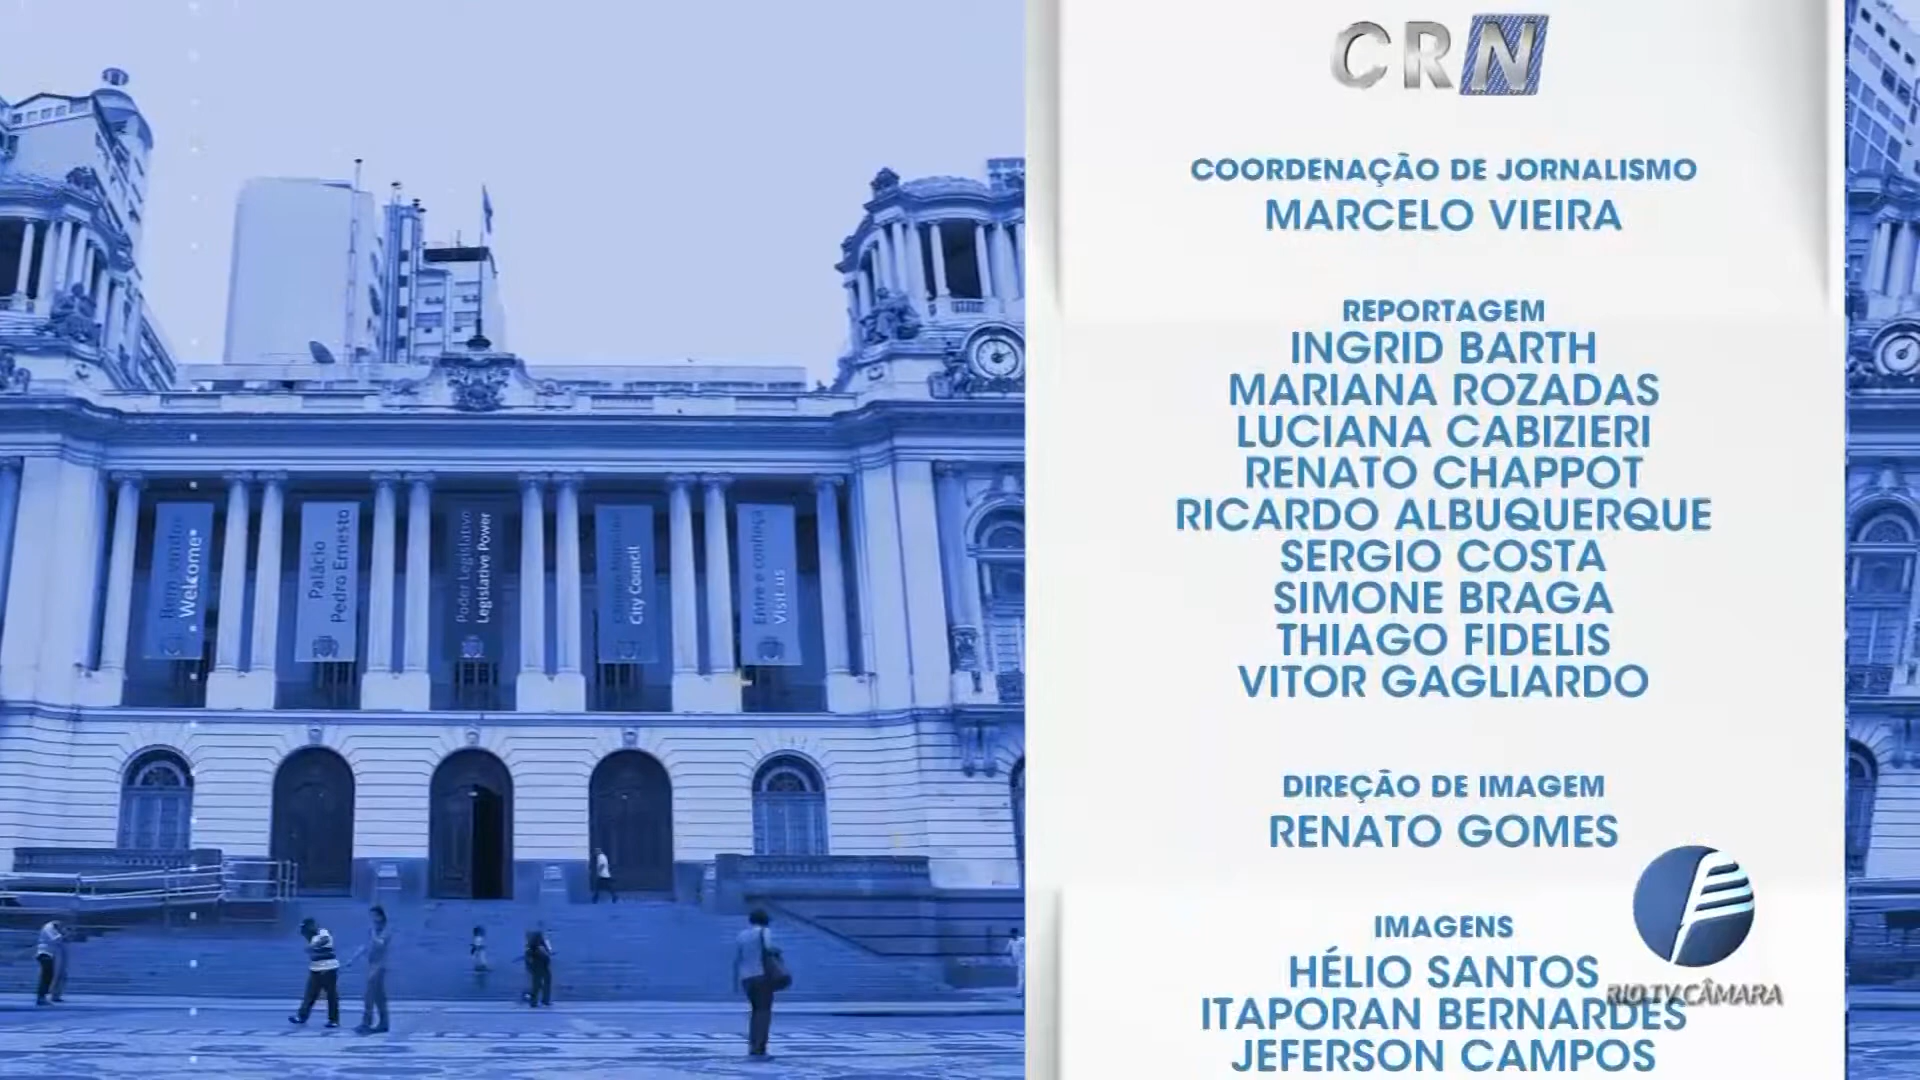 CRN
COORDENAÇÃO DE JORNALISMO
MARCELO VIEIRA
REPORTAGEM
INGRID BARTH
MARIANA ROZADAS
LUCIANA CABIZIERI
RENATO CHAPPOT
RICARDO ALBUQUERQUE
SERGIO COSTA
SIMONE BRAGA
THIAGO FIDELIS
VITOR GAGLIARDO
DIREÇÃO DE IMAGEM
RENATO GOMES
IMAGENS
HÉLIO SANTOS
ITAPORAN BERNARDES
JEFERSON CAMPOS
RIO TV CÂMARA
Welcome
Palácio
Pedro Ernesto
Poder Legislativo
Legislative Power
City Council
Entre e conheça
Visit us